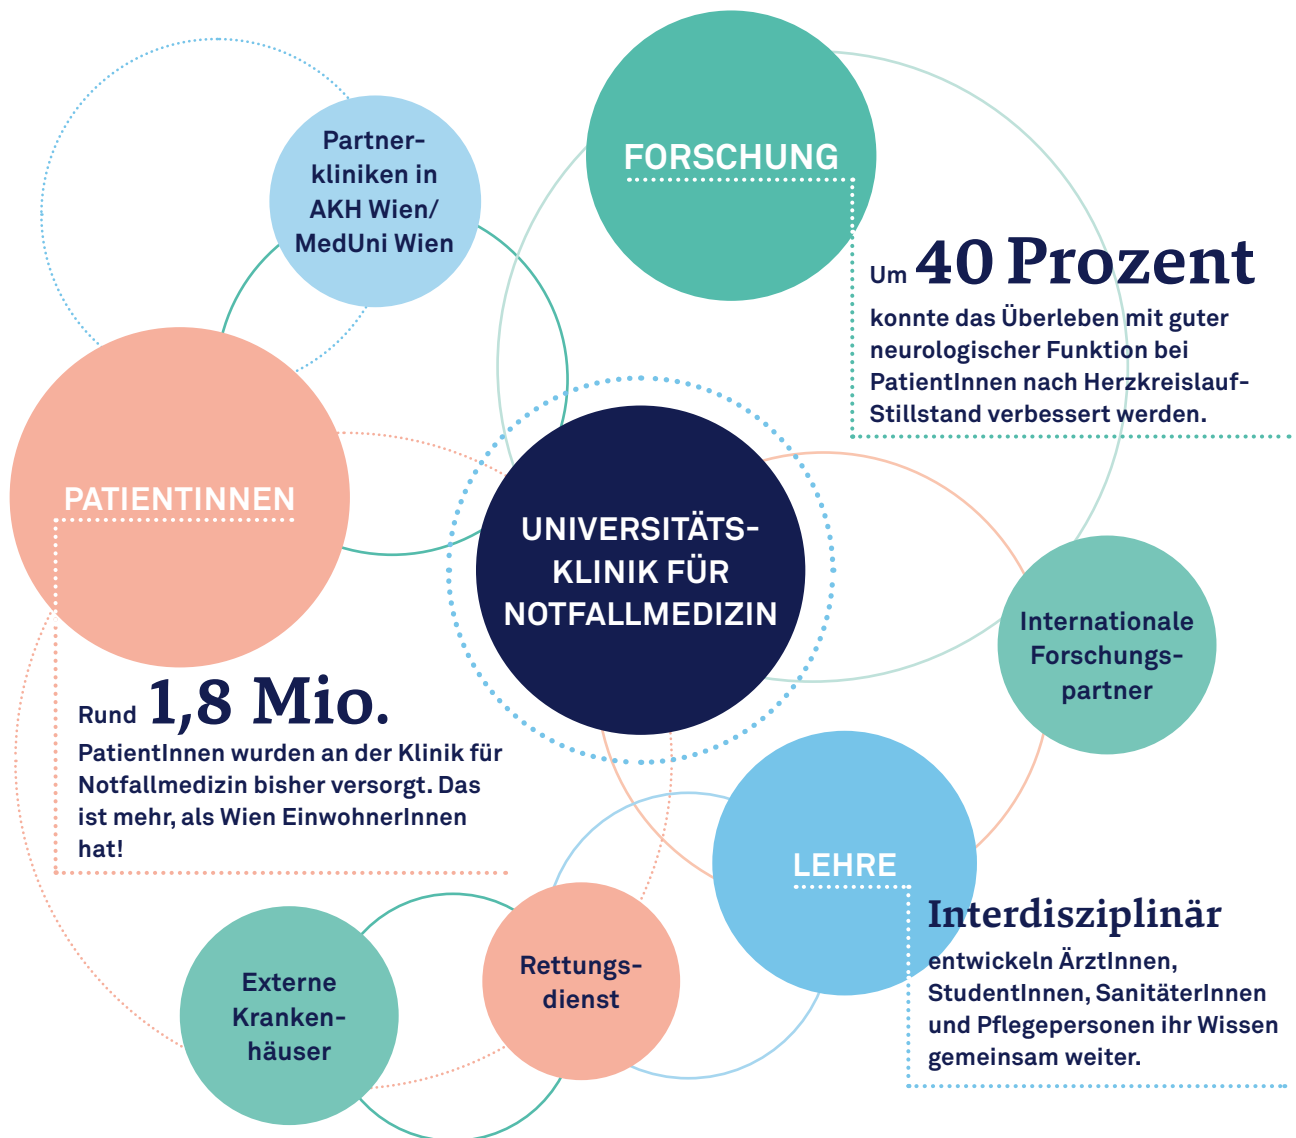 Partner-
kliniken in
AKH Wien/
MedUni Wien
FORSCHUNG
Um 40 Prozent
konnte das Überleben mit guter
neurologischer Funktion bei
PatientInnen nach Herzkreislauf-
Stillstand verbessert werden.
PATIENTINNEN
Rund 1,8 Mio.
PatientInnen wurden an der Klinik für
Notfallmedizin bisher versorgt. Das
ist mehr, als Wien EinwohnerInnen
hat!
UNIVERSITÄTS-
KLINIK FÜR
NOTFALLMEDIZIN
Internationale
Forschungs-
partner
LEHRE
Interdisziplinär
entwickeln ÄrztInnen,
StudentInnen, SanitäterInnen
und Pflegepersonen ihr Wissen
gemeinsam weiter.
Externe
Kranken-
häuser
Rettungs-
dienst